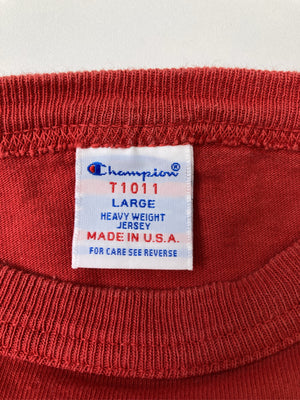 Champion®
T1011
LARGE
HEAVY WEIGHT
JERSEY
MADE IN U.S.A.
FOR CARE SEE REVERSE